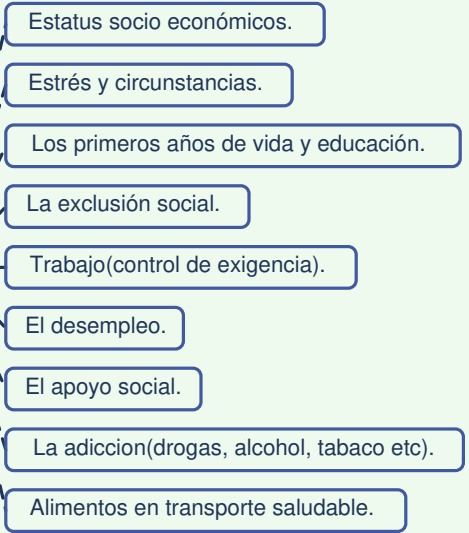 Estatus socio económicos.
Estrés y circunstancias.
Los primeros años de vida y educación.
La exclusión social.
Trabajo(control de exigencia).
El desempleo.
El apoyo social.
La adiccion(drogas, alcohol, tabaco etc).
Alimentos en transporte saludable.